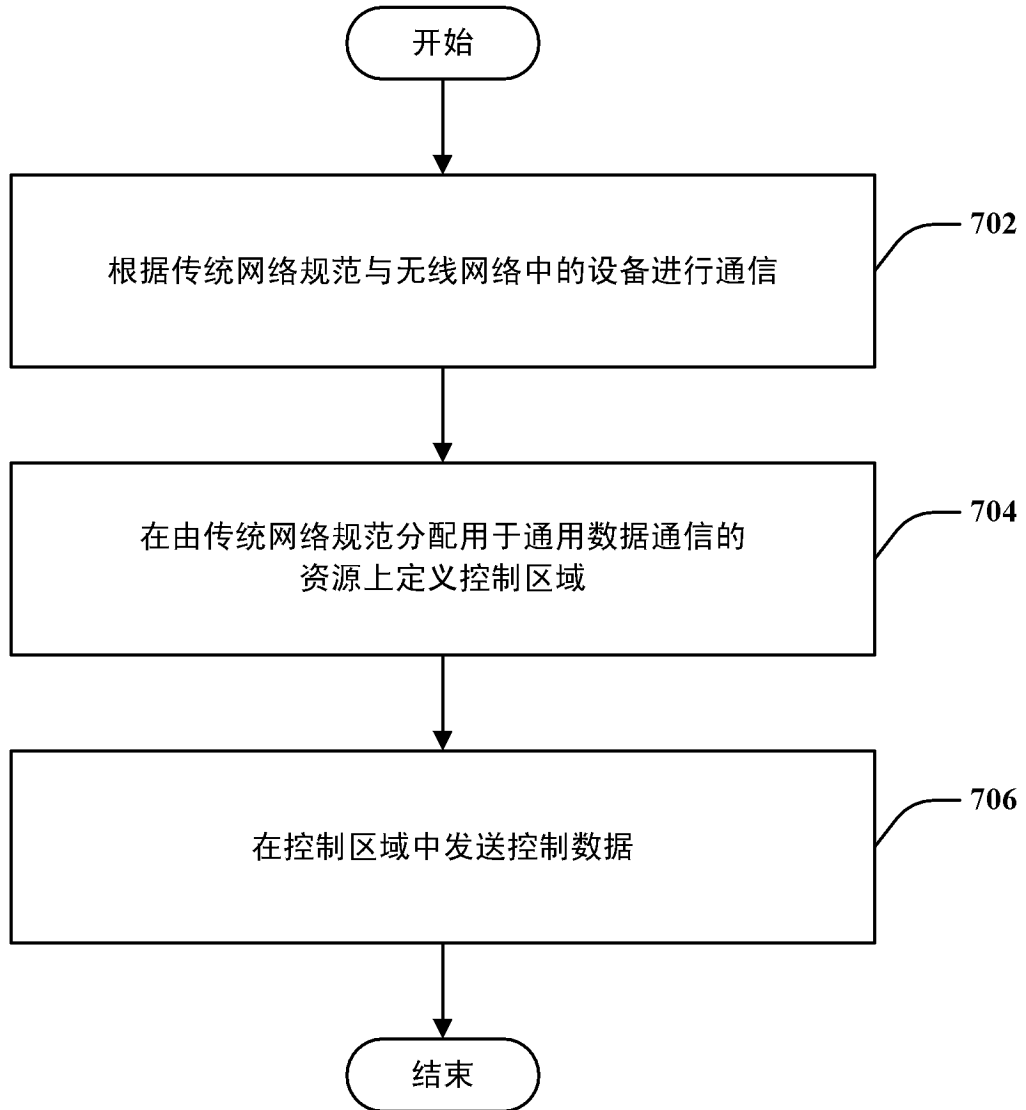 开始
根据传统网络规范与无线网络中的设备进行通信
702
在由传统网络规范分配用于通用数据通信的
资源上定义控制区域
704
在控制区域中发送控制数据
706
结束